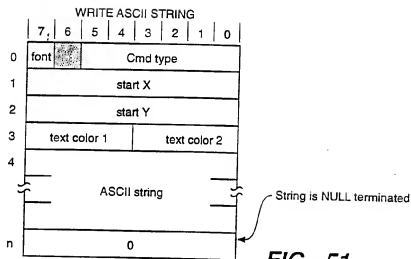 WRITE ASCII STRING
7 6 5 4 3 2 1 0
0 font Cmd type
1 start X
2 start Y
3 text color 1 text color 2
4
ASCII string
String is NULL terminated
n 0
FIG. 51